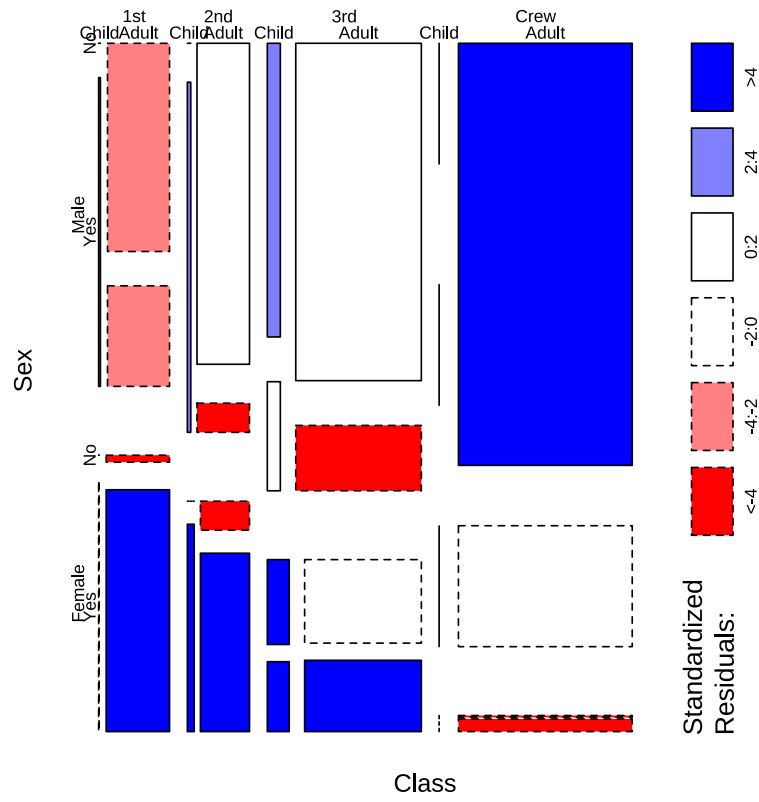 1st 2nd 3rd Crew
Child Adult Child Adult Child Adult Child Adult
No
Male
Yes
No
Female
Yes
Sex
Class
Standardized
Residuals:
<-4
-4:-2
-2:0
0:2
2:4
>4